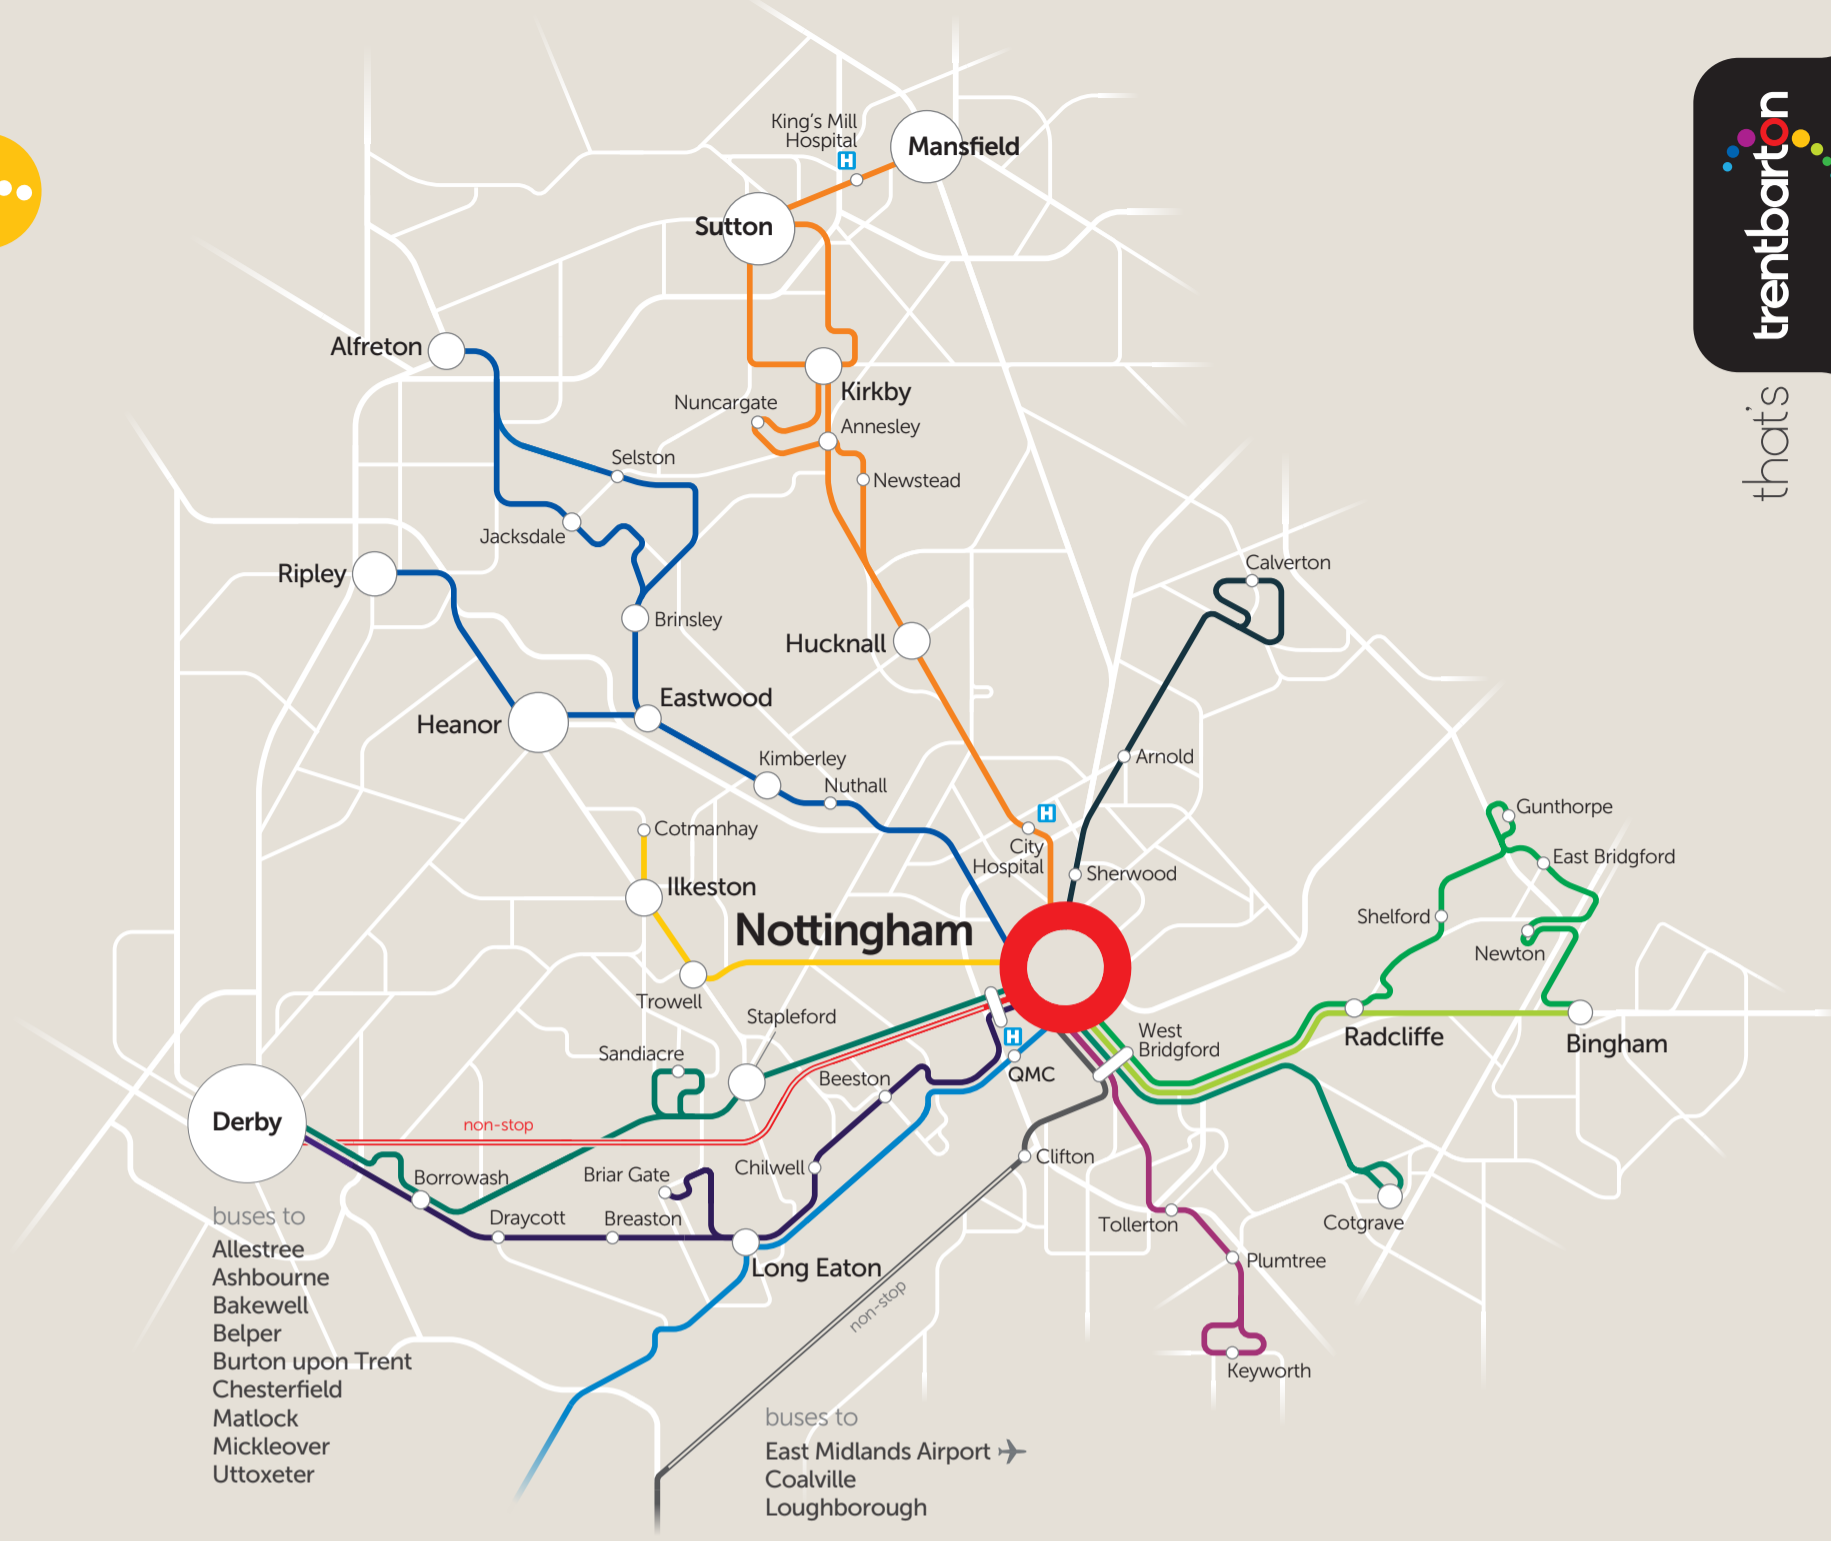 King's Mill
Hospital
H
Mansfield
Sutton
Alfreton
Kirkby
Nuncargate
Annesley
Selston
Newstead
Jacksdale
Calverton
Ripley
Brinsley
Hucknall
Eastwood
Heanor
Kimberley
Arnold
Nuthall
Gunthorpe
H
Cotmanhay
City
Hospital
East Bridgford
Sherwood
Ilkeston
Shelford
Nottingham
Newton
Trowell
Stapleford
West
Bridgford
Radcliffe
Bingham
H
Sandiacre
QMC
Beeston
Derby
non-stop
Clifton
Chilwell
Briar Gate
Borrowash
Draycott
Breaston
Tollerton
Cotgrave
Plumtree
Long Eaton
non-stop
Keyworth
buses to
Allestree
Ashbourne
Bakewell
Belper
Burton upon Trent
Chesterfield
Matlock
Mickleover
Uttoxeter
buses to
East Midlands Airport
Coalville
Loughborough
that's
trentbarton